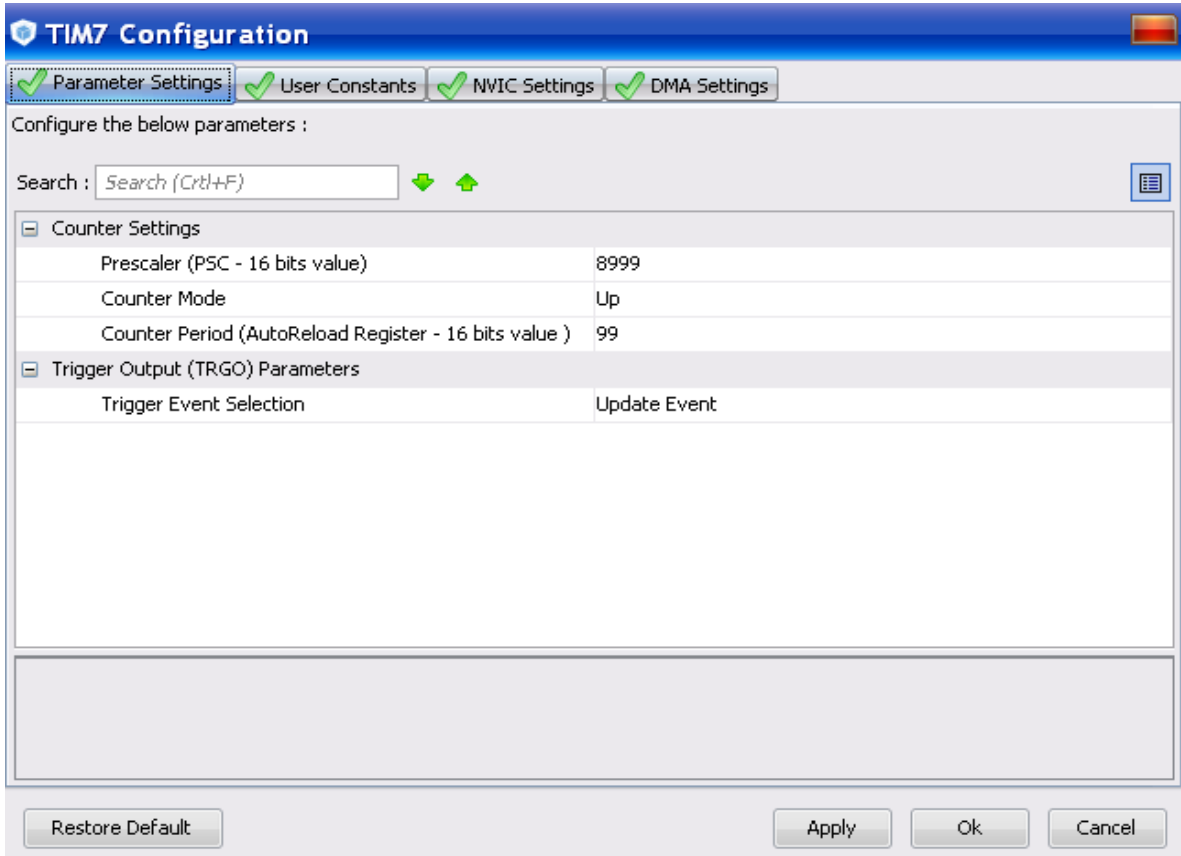 TIM7 Configuration
Parameter Settings User Constants NVIC Settings DMA Settings
Configure the below parameters :
Search : Search (Crtl+F)
Counter Settings
Prescaler (PSC - 16 bits value) 8999
Counter Mode Up
Counter Period (AutoReload Register - 16 bits value ) 99
Trigger Output (TRGO) Parameters
Trigger Event Selection Update Event
Restore Default Apply Ok Cancel